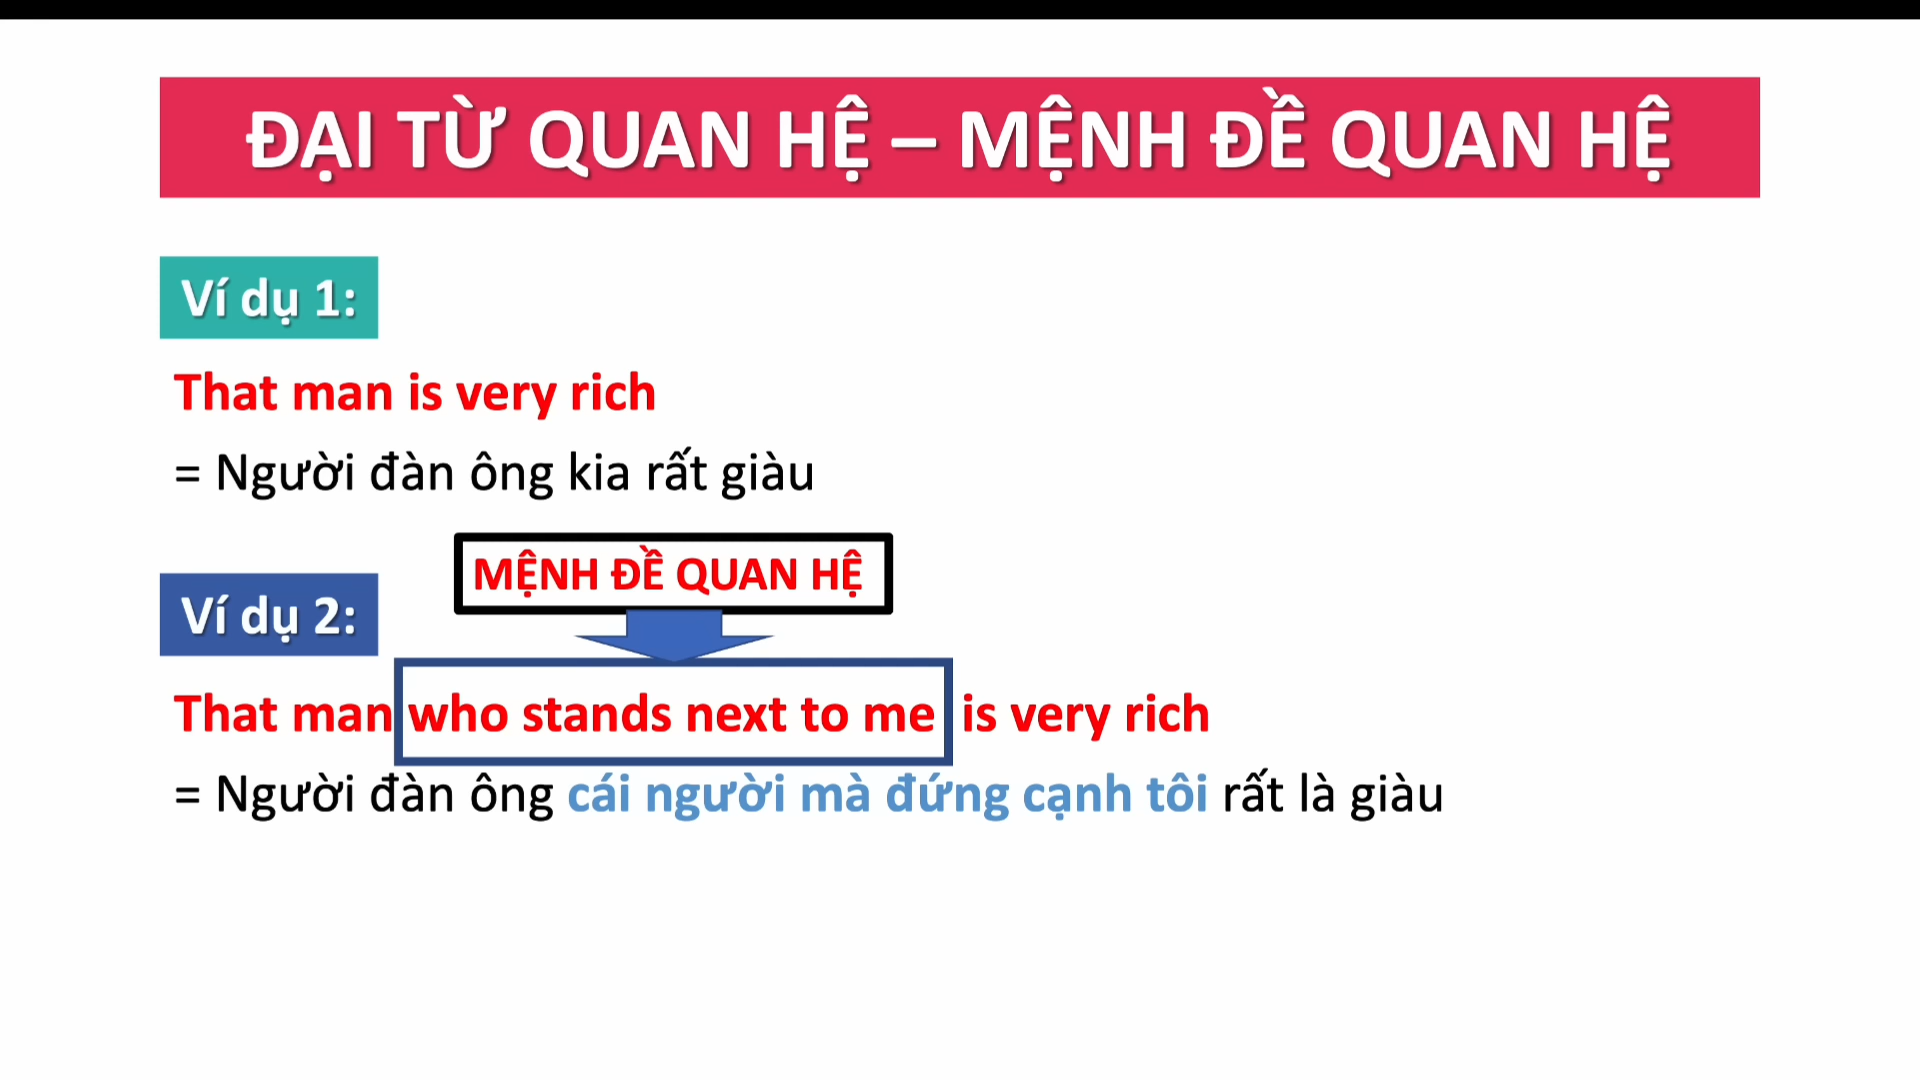 ĐẠI TỪ QUAN HỆ – MỆNH ĐỀ QUAN HỆ
Ví dụ 1:
That man is very rich
= Người đàn ông kia rất giàu
MỆNH ĐỀ QUAN HỆ
Ví dụ 2:
That man who stands next to me is very rich
= Người đàn ông cái người mà đứng cạnh tôi rất là giàu